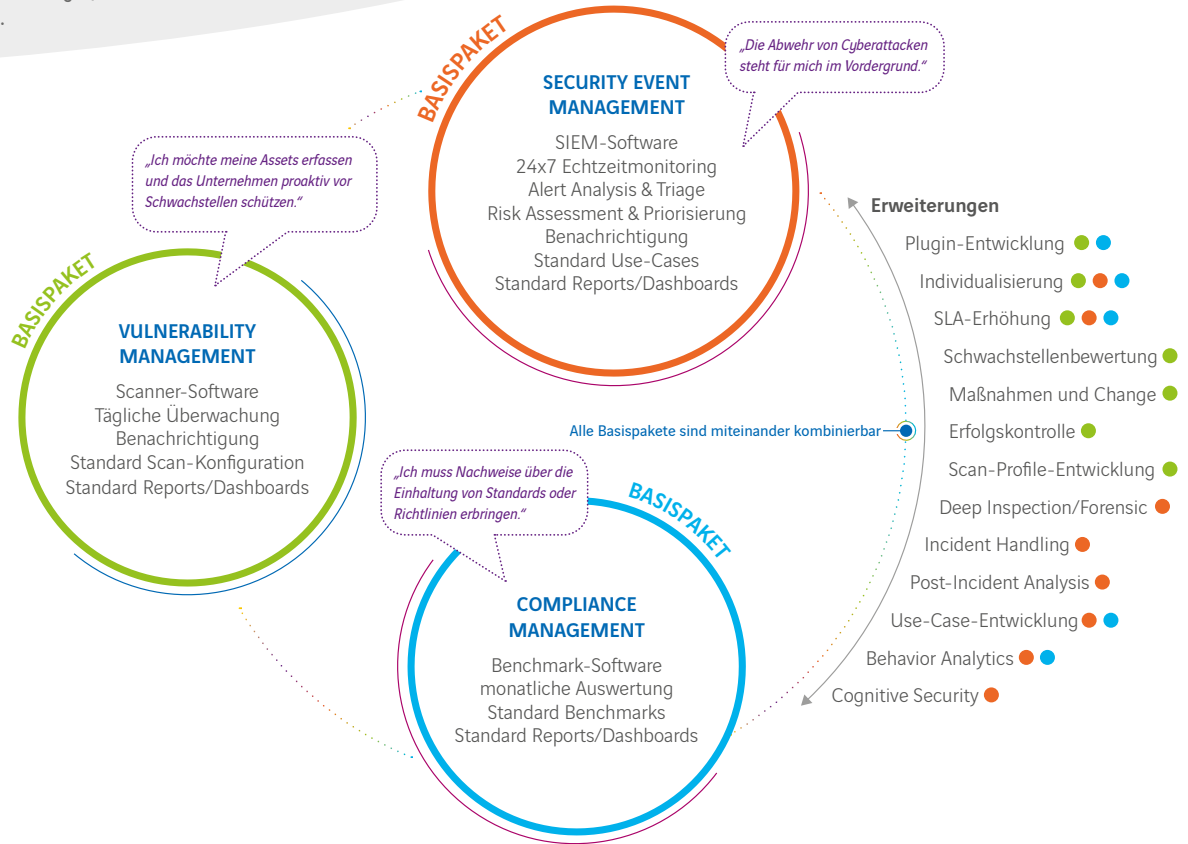 .
BASISPAKET
„Die Abwehr von Cyberattacken
steht für mich im Vordergrund.“
SECURITY EVENT
MANAGEMENT
SIEM-Software
24x7 Echtzeitmonitoring
Alert Analysis & Triage
Risk Assessment & Priorisierung
Benachrichtigung
Standard Use-Cases
Standard Reports/Dashboards
„Ich möchte meine Assets erfassen
und das Unternehmen proaktiv vor
Schwachstellen schützen.“
BASISPAKET
VULNERABILITY
MANAGEMENT
Scanner-Software
Tägliche Überwachung
Benachrichtigung
Standard Scan-Konfiguration
Standard Reports/Dashboards
Alle Basispakete sind miteinander kombinierbar
„Ich muss Nachweise über die
Einhaltung von Standards oder
Richtlinien erbringen.“
BASISPAKET
COMPLIANCE
MANAGEMENT
Benchmark-Software
monatliche Auswertung
Standard Benchmarks
Standard Reports/Dashboards
Erweiterungen
Plugin-Entwicklung
Individualisierung
SLA-Erhöhung
Schwachstellenbewertung
Maßnahmen und Change
Erfolgskontrolle
Scan-Profile-Entwicklung
Deep Inspection/Forensic
Incident Handling
Post-Incident Analysis
Use-Case-Entwicklung
Behavior Analytics
Cognitive Security